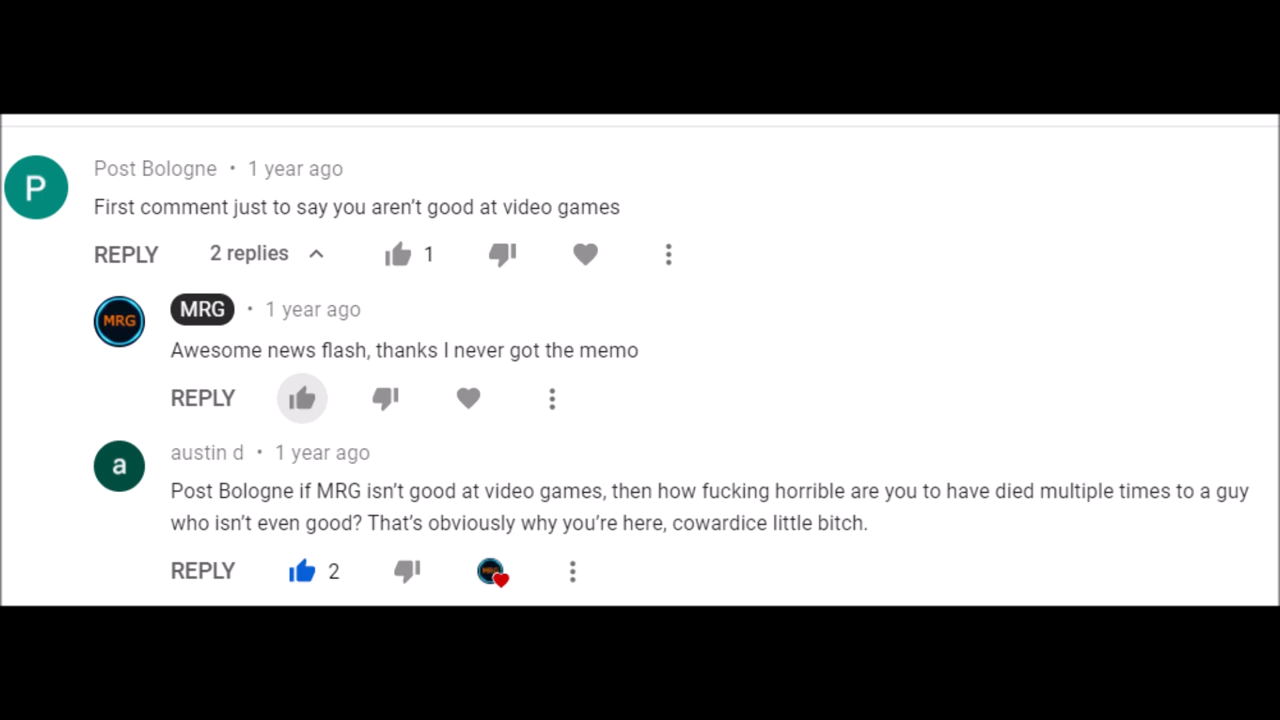 P
Post Bologne • 1 year ago
First comment just to say you aren't good at video games
REPLY 2 replies 1
MRG
MRG • 1 year ago
Awesome news flash, thanks I never got the memo
REPLY
a
austin d • 1 year ago
Post Bologne if MRG isn't good at video games, then how fucking horrible are you to have died multiple times to a guy
who isn't even good? That's obviously why you're here, cowardice little bitch.
REPLY 2
MRG